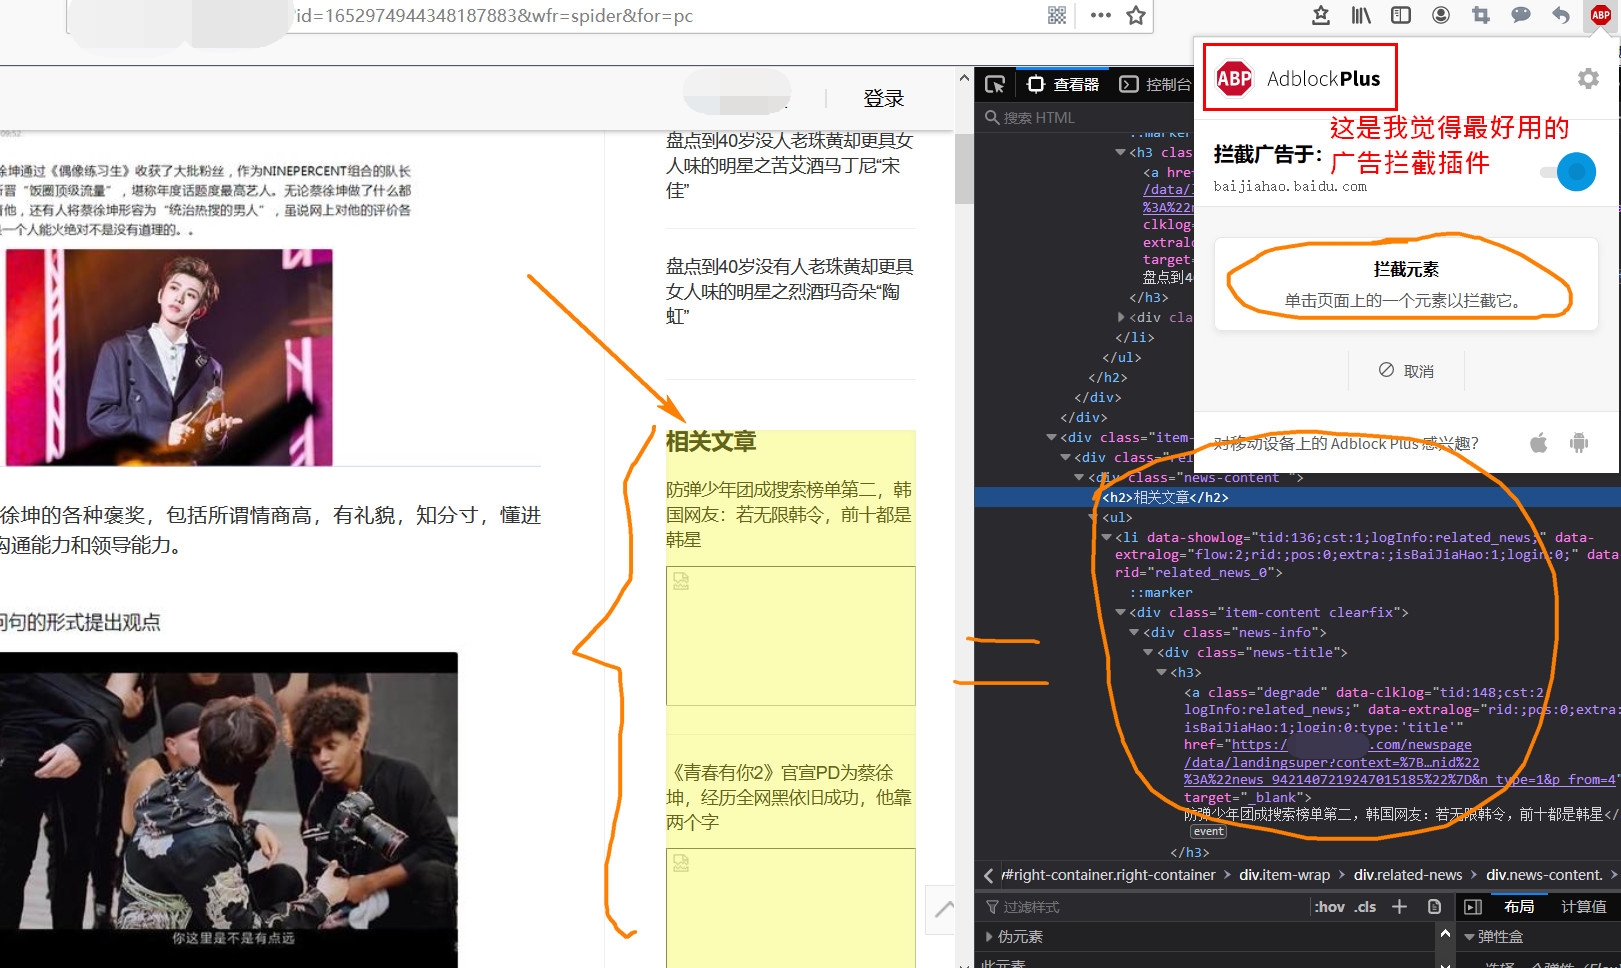 id=1652974944348187883&wfr=spider&for=pc
ABP
登录
徐坤通过《偶像练习生》收获了大批粉丝，作为NINEPERCENT组合的队长
晋“饭圈顶级流量”，堪称年度话题度最高艺人。无论蔡徐坤做了什么都
他，还有人将蔡徐坤形容为“统治热搜的男人”，虽说网上对他的评价各
一个人能火绝对不是没有道理的。。
徐坤的各种褒奖，包括所谓情商高，有礼貌，知分寸，懂进
沟通能力和领导能力。
问句的形式提出观点
你这里是不是有点远
盘点到40岁没人老珠黄却更具女
人味的明星之苦艾酒马丁尼“宋
佳”
盘点到40岁没有人老珠黄却更具
女人味的明星之烈酒玛奇朵“陶
虹”
相关文章
防弹少年团成搜索榜单第二，韩
国网友：若无限韩令，前十都是
韩星
《青春有你2》官宣PD为蔡徐
坤，经历全网黑依旧成功，他靠
两个字
查看器 控制台
搜索 HTML
::marker
<h3 clas
<a href
/data/l
%3A%22n
clklog=
extralo
target=
盘点到4
</h3>
<div cla
</li>
</ul>
</h2>
</div>
</div>
<div class="item-
<div class="rel
<div class="news-content ">
<h2>相关文章</h2>
<ul>
<li data-showlog="tid:136;cst:1;logInfo:related_news;" data-
extralog="flow:2;rid:;pos:0;extra:;isBaiJiaHao:1;login:0;" data
rid="related_news_0">
::marker
<div class="item-content clearfix">
<div class="news-info">
<div class="news-title">
<h3>
<a class="degrade" data-clklog="tid:148;cst:2
logInfo:related_news;" data-extralog="rid:;pos:0;extra:
isBaiJiaHao:1;login:0;type:'title'"
href="https:/ .com/newspage
/data/landingsuper?context=%7B…nid%22
%3A%22news_9421407219247015185%22%7D&n_type=1&p_from=4"
target="_blank">
防弹少年团成搜索榜单第二，韩国网友：若无限韩令，前十都是韩星</
event
</h3>
#right-container.right-container > div.item-wrap > div.related-news > div.news-content. >
过滤样式 :hov .cls + 布局 计算值
伪元素 弹性盒
此元素
ABP AdblockPlus
这是我觉得最好用的
广告拦截插件
拦截广告于：
baijiahao.baidu.com
拦截元素
单击页面上的一个元素以拦截它。
取消
对移动设备上的 Adblock Plus 感兴趣?